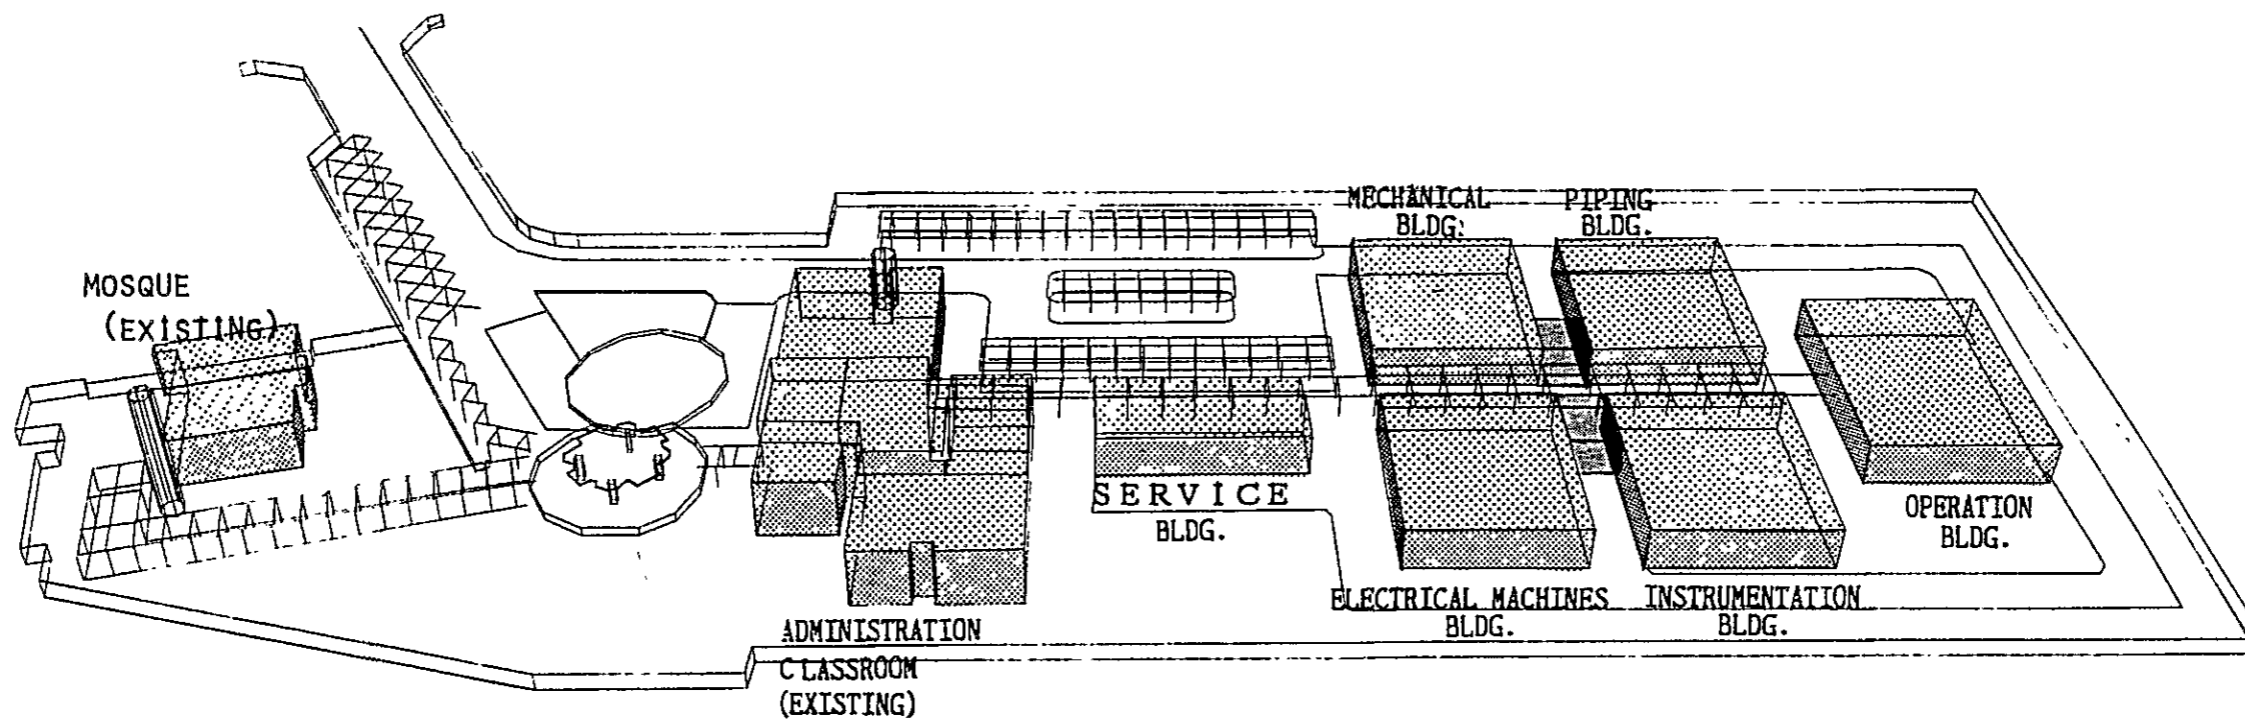 MECHANICAL
BLDG.
PIPING
BLDG.
MOSQUE
(EXISTING)
SERVICE
BLDG.
OPERATION
BLDG.
ELECTRICAL MACHINES
BLDG.
INSTRUMENTATION
BLDG.
ADMINISTRATION
CLASSROOM
(EXISTING)